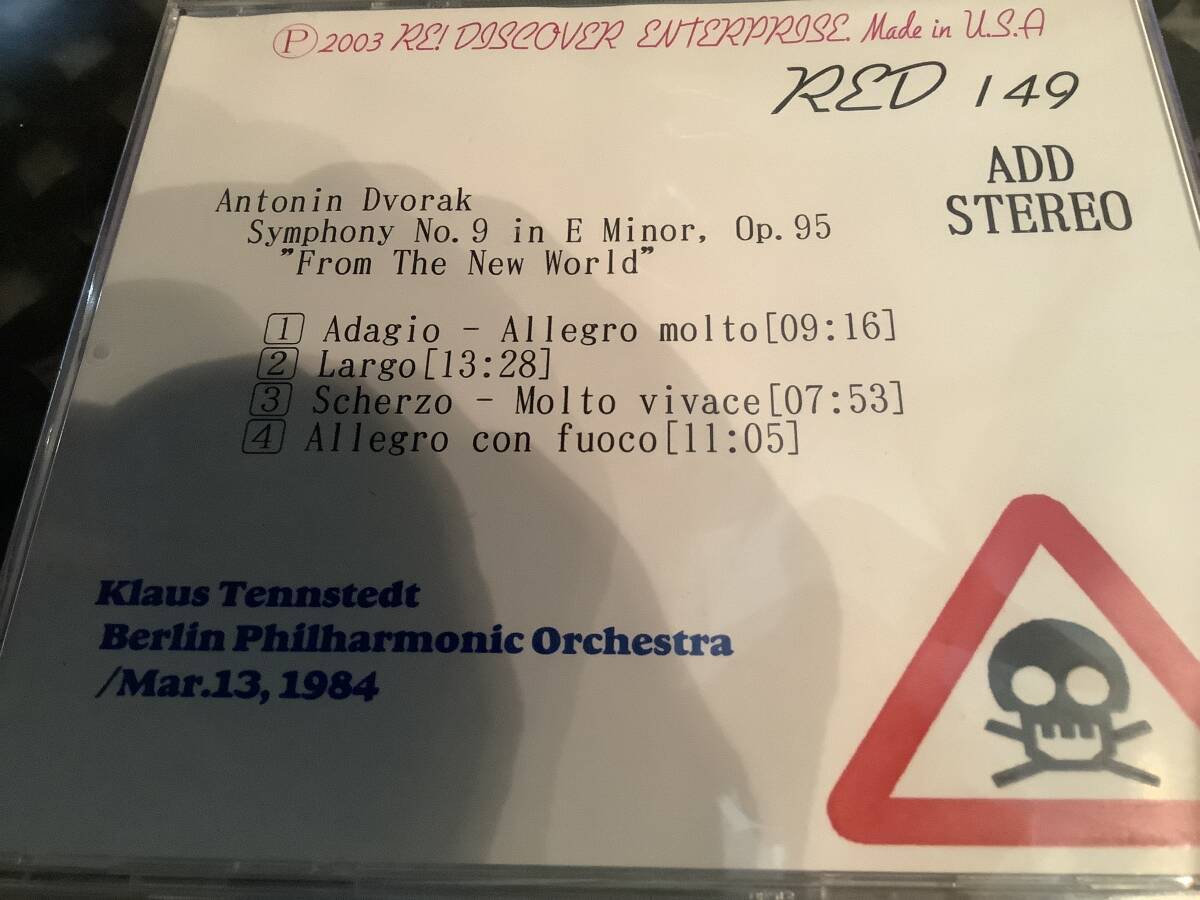 Ⓟ2003 RE! DISCOVER ENTERPRISE. Made in U.S.A
RED 149
ADD
STEREO
Antonin Dvorak
Symphony No.9 in E Minor, Op.95
"From The New World"
1 Adagio - Allegro molto[09:16]
2 Largo[13:28]
3 Scherzo - Molto vivace[07:53]
4 Allegro con fuoco[11:05]
Klaus Tennstedt
Berlin Philharmonic Orchestra
/Mar.13, 1984